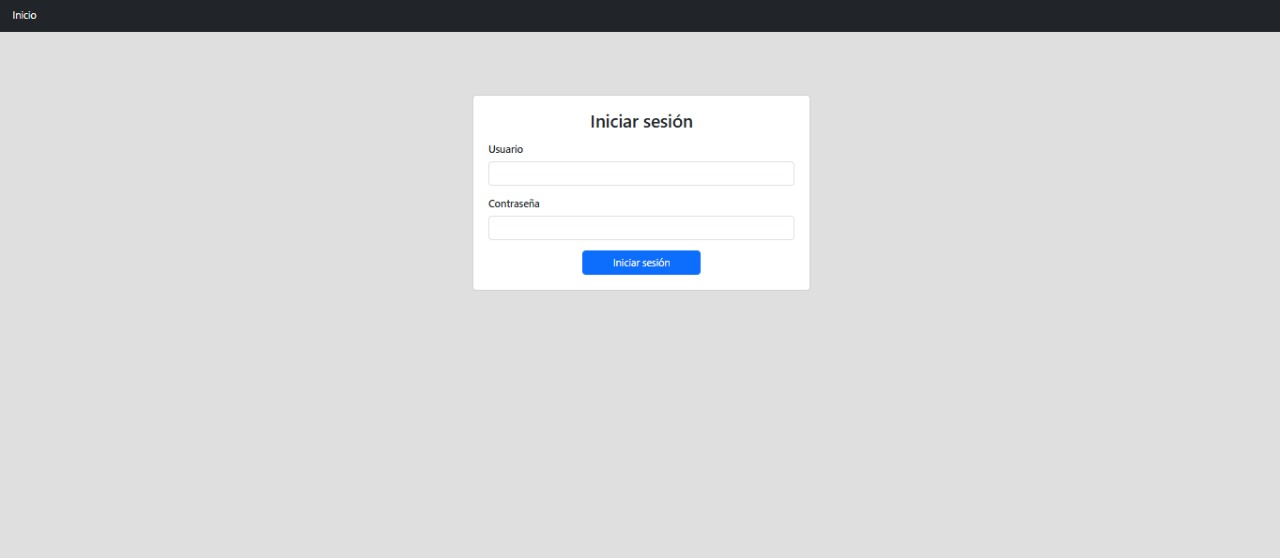 Inicio
Iniciar sesión
Usuario
Contraseña
Iniciar sesión